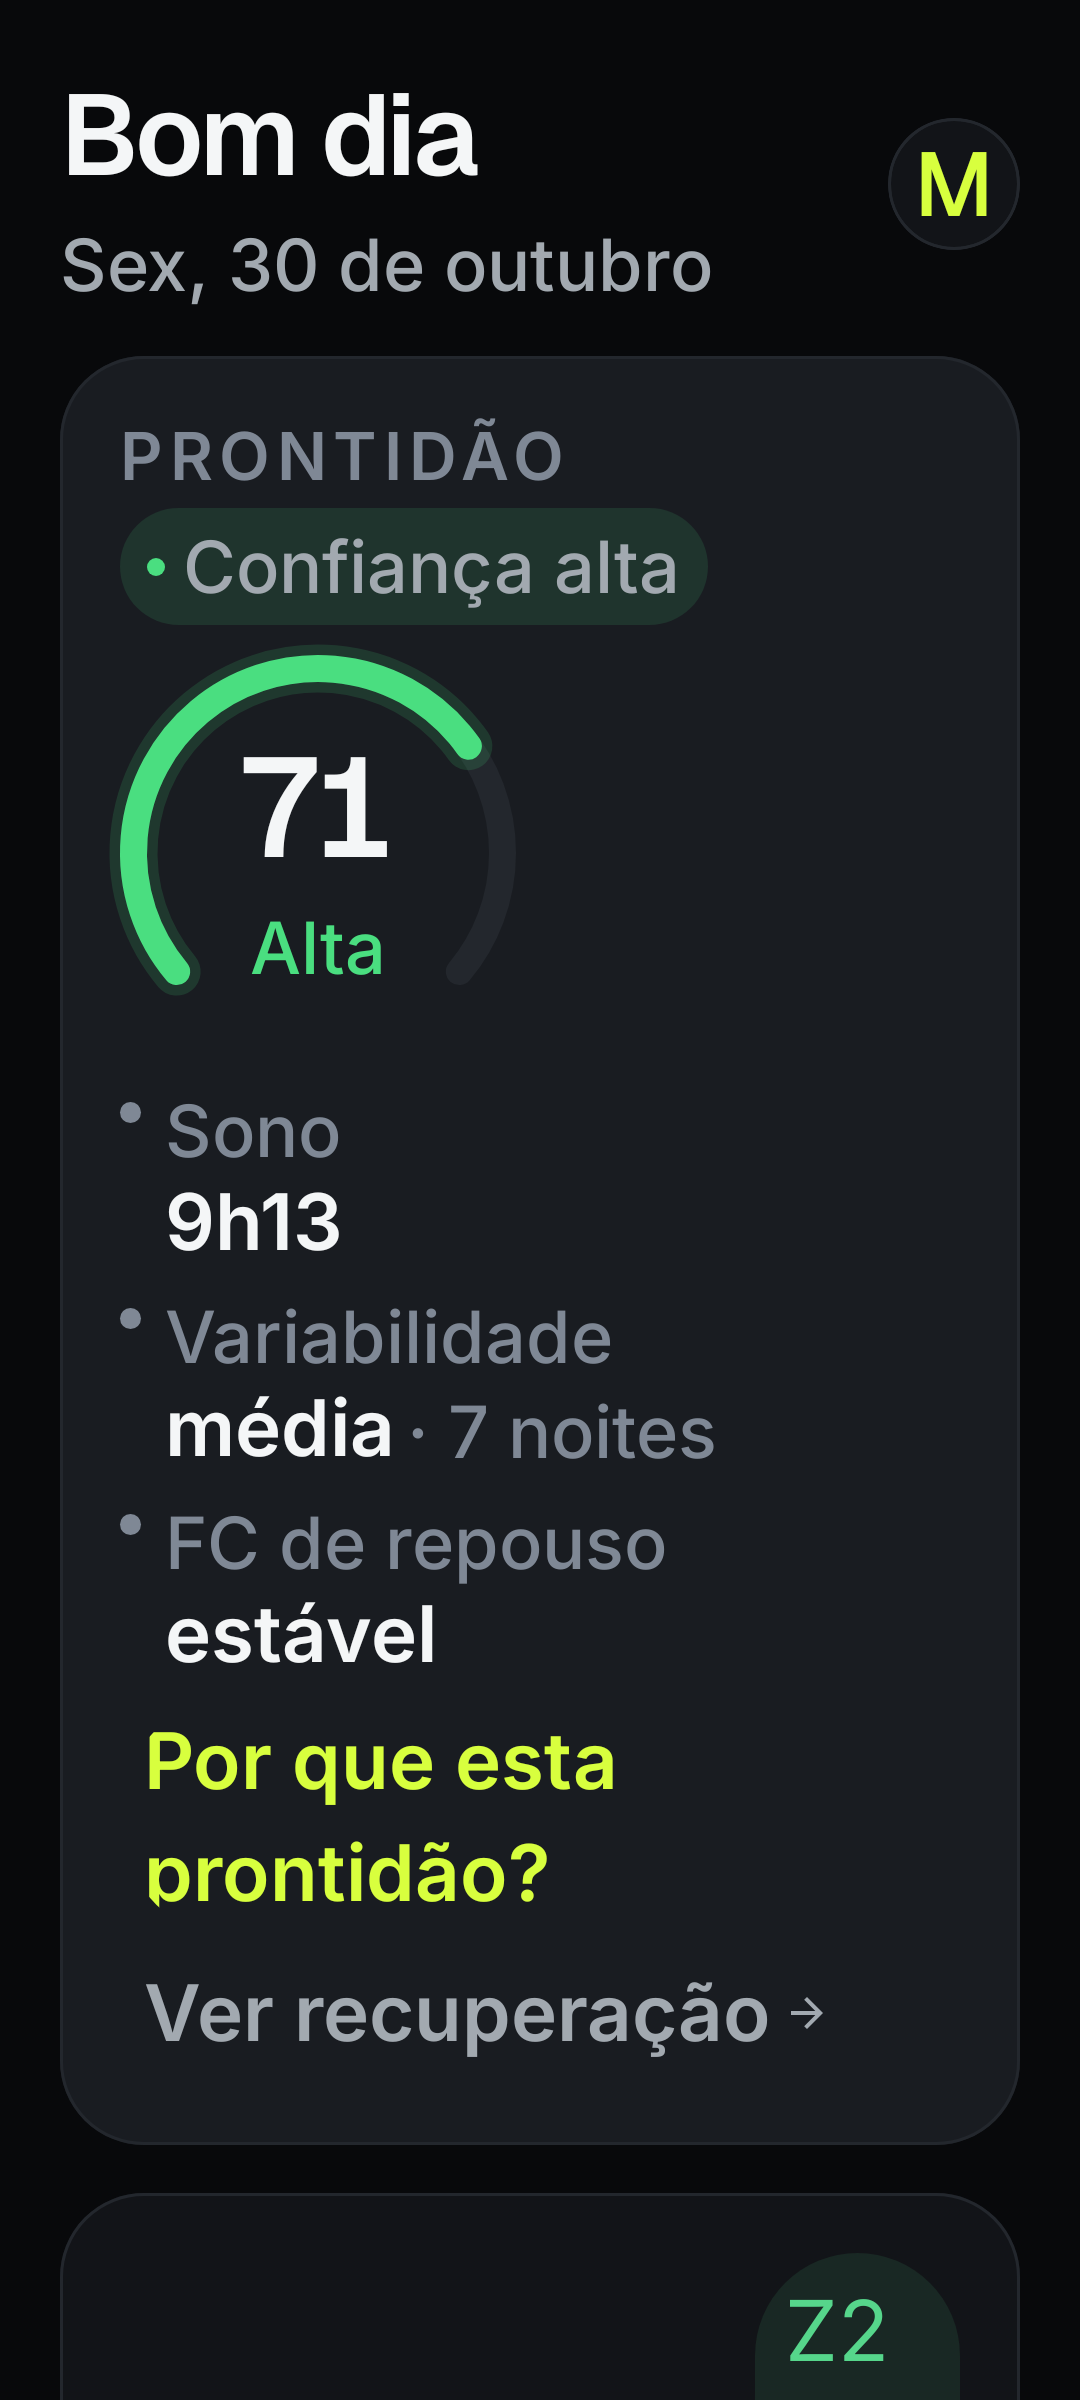 Bom dia
M
Sex, 30 de outubro
PRONTIDÃO
Confiança alta
71
Alta
Sono
9h13
Variabilidade
média · 7 noites
FC de repouso
estável
Por que esta
prontidão?
Ver recuperação →
Z2